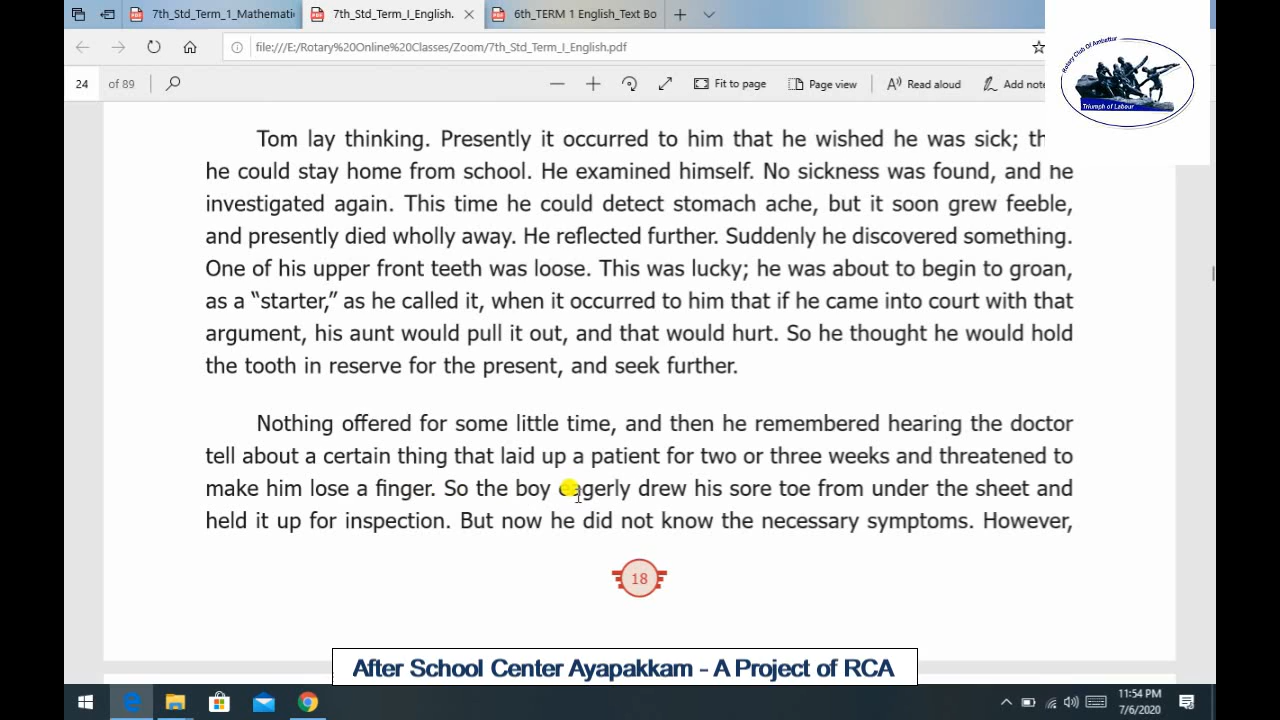 7th_Std_Term_1_Mathemati
7th_Std_Term_I_English.
6th_TERM 1 English_Text Bo
file:///E:/Rotary%20Online%20Classes/Zoom/7th_Std_Term_I_English.pdf
24 of 89
Fit to page
Page view
Read aloud
Add note
Rotary Club Of Ambattur
Triumph of Labour
Tom lay thinking. Presently it occurred to him that he wished he was sick; th
he could stay home from school. He examined himself. No sickness was found, and he
investigated again. This time he could detect stomach ache, but it soon grew feeble,
and presently died wholly away. He reflected further. Suddenly he discovered something.
One of his upper front teeth was loose. This was lucky; he was about to begin to groan,
as a “starter,” as he called it, when it occurred to him that if he came into court with that
argument, his aunt would pull it out, and that would hurt. So he thought he would hold
the tooth in reserve for the present, and seek further.
Nothing offered for some little time, and then he remembered hearing the doctor
tell about a certain thing that laid up a patient for two or three weeks and threatened to
make him lose a finger. So the boy eagerly drew his sore toe from under the sheet and
held it up for inspection. But now he did not know the necessary symptoms. However,
18
After School Center Ayapakkam - A Project of RCA
11:54 PM
7/6/2020